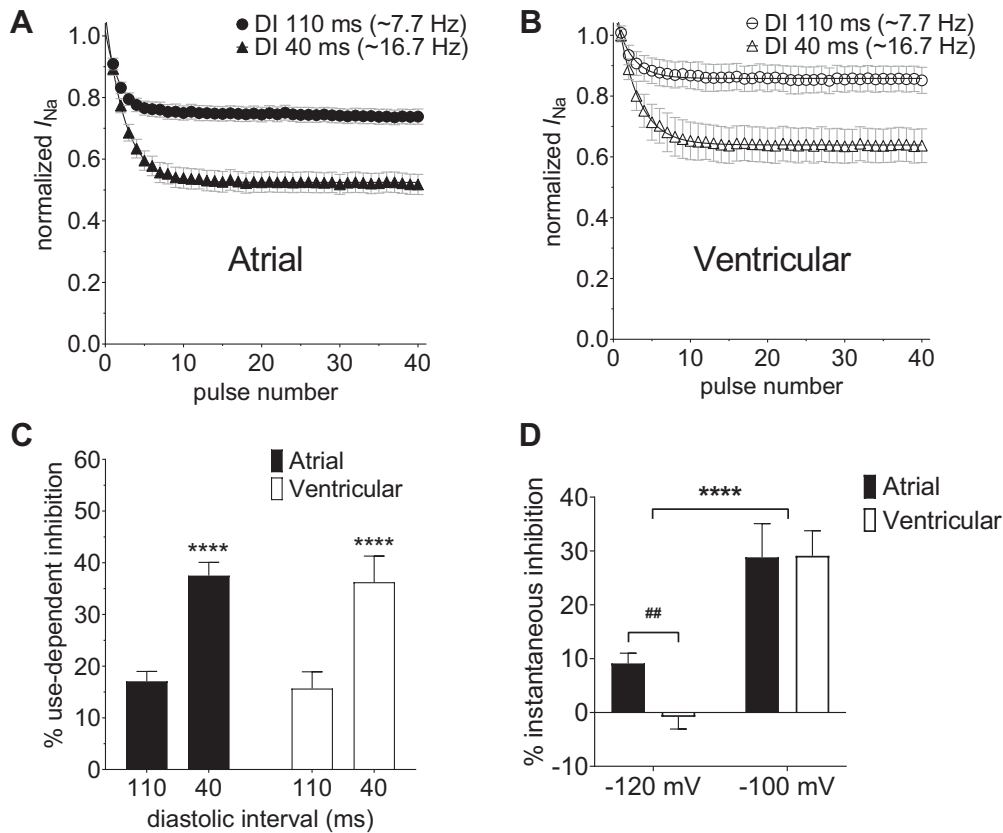 A
DI 110 ms (~7.7 Hz)
DI 40 ms (~16.7 Hz)
normalized INa
1.0
0.8
0.6
0.4
0.2
0.0
Atrial
0 10 20 30 40
pulse number
B
DI 110 ms (~7.7 Hz)
DI 40 ms (~16.7 Hz)
normalized INa
1.0
0.8
0.6
0.4
0.2
0.0
Ventricular
0 10 20 30 40
pulse number
C
Atrial
Ventricular
% use-dependent inhibition
60
50
40
30
20
10
0
**** ****
110 40 110 40
diastolic interval (ms)
D
Atrial
Ventricular
% instantaneous inhibition
40
30
20
10
0
-10
****
##
-120 mV -100 mV